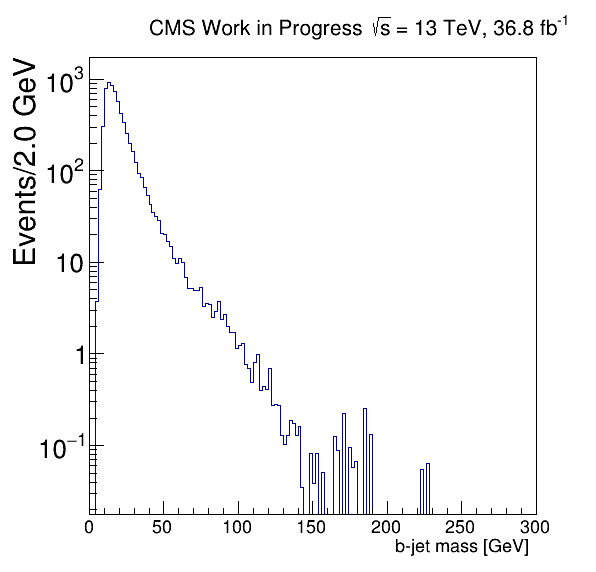 CMS Work in Progress √s = 13 TeV, 36.8 fb⁻¹
Events/2.0 GeV
10³
10²
10
1
10⁻¹
0 50 100 150 200 250 300
b-jet mass [GeV]